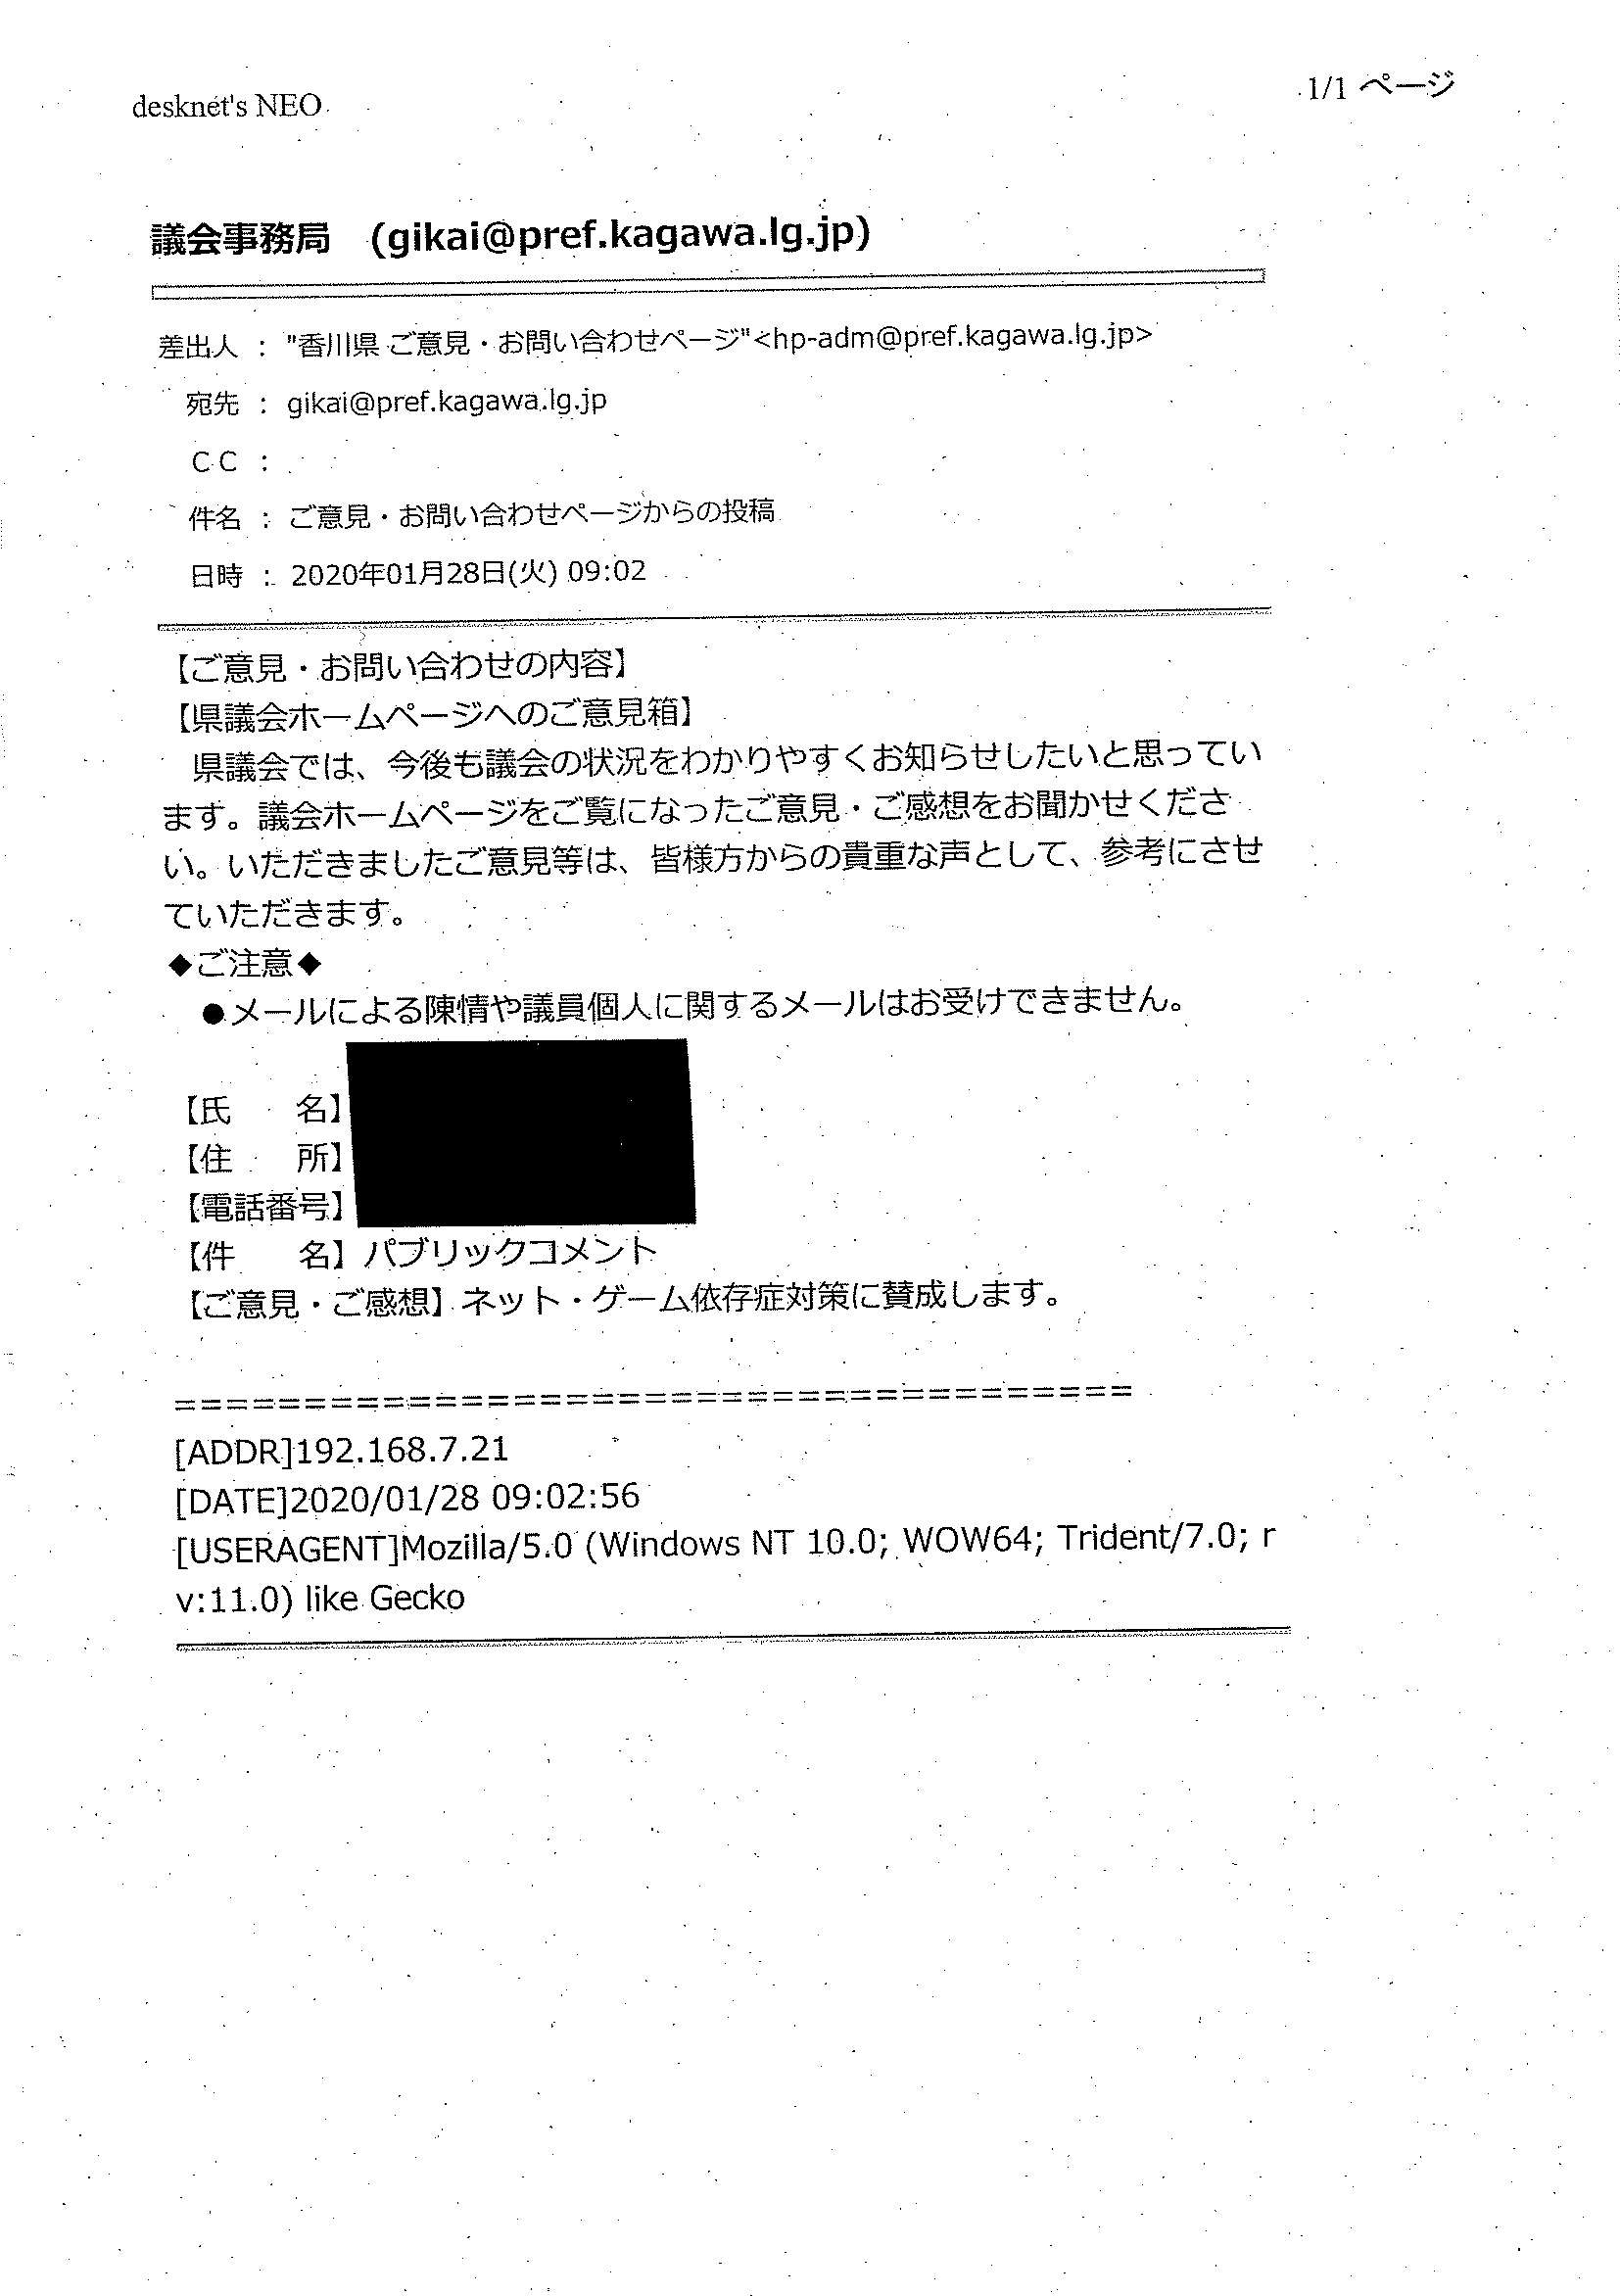 desknet's NEO
1/1 ページ
議会事務局 (gikai@pref.kagawa.lg.jp)
差出人 : "香川県 ご意見・お問い合わせページ"<hp-adm@pref.kagawa.lg.jp>
宛先 : gikai@pref.kagawa.lg.jp
CC :
件名 : ご意見・お問い合わせページからの投稿
日時 : 2020年01月28日(火) 09:02
【ご意見・お問い合わせの内容】
【県議会ホームページへのご意見箱】
県議会では、今後も議会の状況をわかりやすくお知らせしたいと思ってい
ます。議会ホームページをご覧になったご意見・ご感想をお聞かせくださ
い。いただきましたご意見等は、皆様方からの貴重な声として、参考にさせ
ていただきます。
◆ご注意◆
●メールによる陳情や議員個人に関するメールはお受けできません。
【氏　　名】
【住　　所】
【電話番号】
【件　　名】パブリックコメント
【ご意見・ご感想】ネット・ゲーム依存症対策に賛成します。
=====================================
[ADDR]192.168.7.21
[DATE]2020/01/28 09:02:56
[USERAGENT]Mozilla/5.0 (Windows NT 10.0; WOW64; Trident/7.0; r
v:11.0) like Gecko